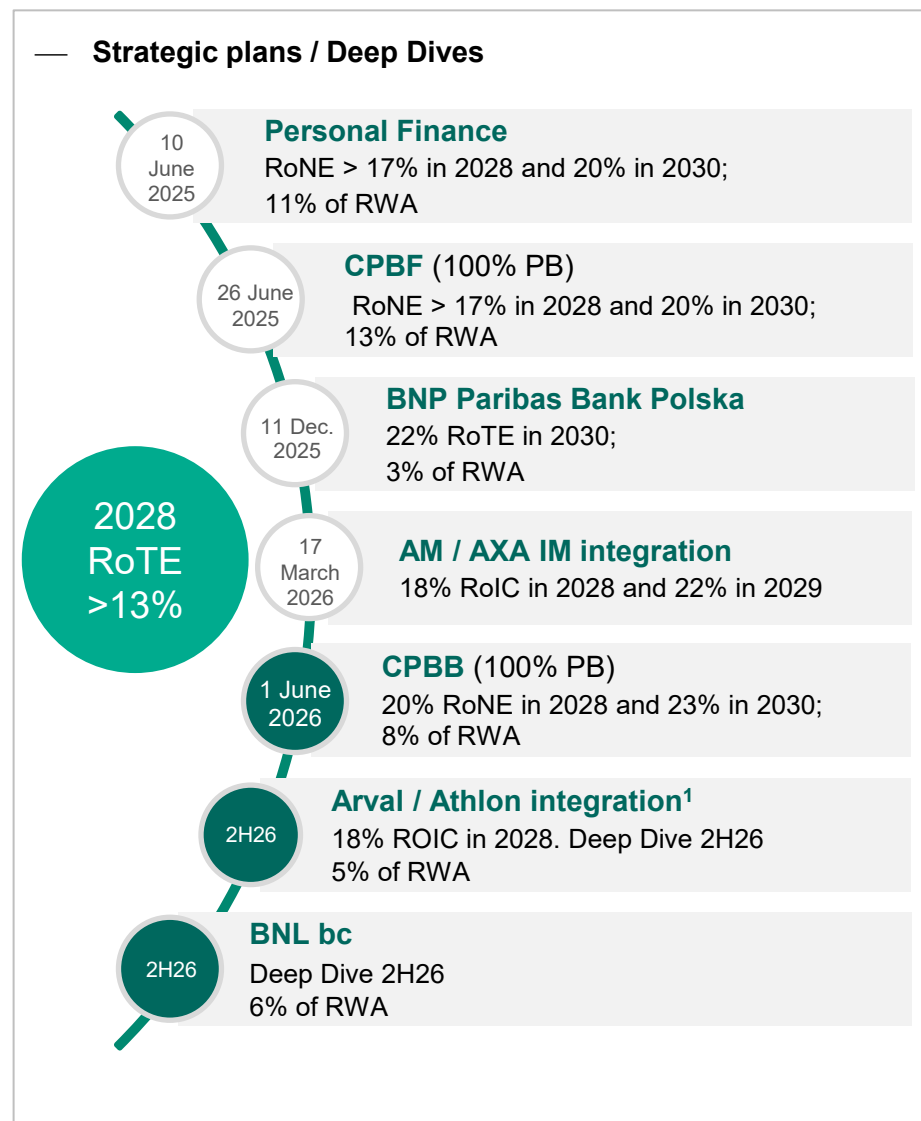 — Strategic plans / Deep Dives
10
June
2025
Personal Finance
RoNE > 17% in 2028 and 20% in 2030;
11% of RWA
26 June
2025
CPBF (100% PB)
RoNE > 17% in 2028 and 20% in 2030;
13% of RWA
11 Dec.
2025
BNP Paribas Bank Polska
22% RoTE in 2030;
3% of RWA
2028
RoTE
>13%
17
March
2026
AM / AXA IM integration
18% RoIC in 2028 and 22% in 2029
1 June
2026
CPBB (100% PB)
20% RoNE in 2028 and 23% in 2030;
8% of RWA
2H26
Arval / Athlon integration¹
18% ROIC in 2028. Deep Dive 2H26
5% of RWA
2H26
BNL bc
Deep Dive 2H26
6% of RWA